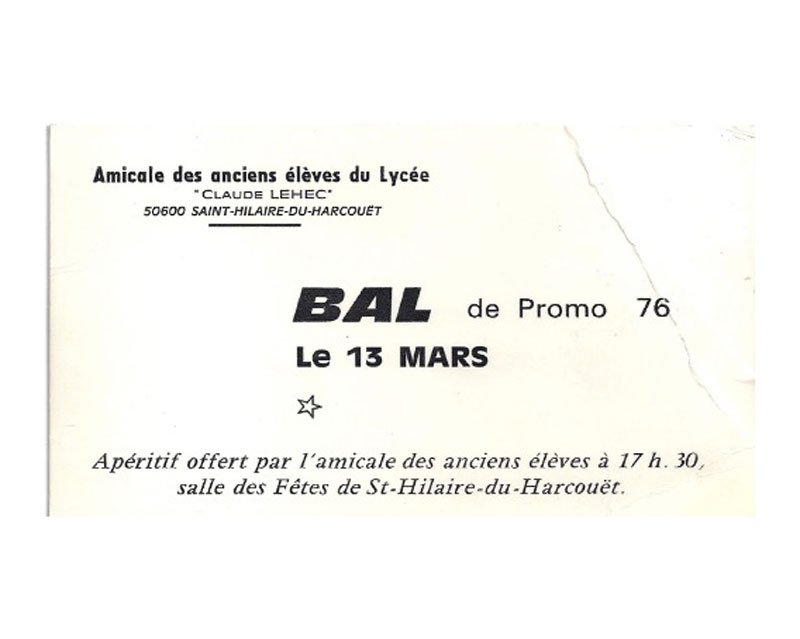 Amicale des anciens élèves du Lycée
"CLAUDE LEHEC"
50600 SAINT-HILAIRE-DU-HARCOUËT
BAL de Promo 76
Le 13 MARS
Apéritif offert par l'amicale des anciens élèves à 17 h. 30,
salle des Fêtes de St-Hilaire-du-Harcouët.